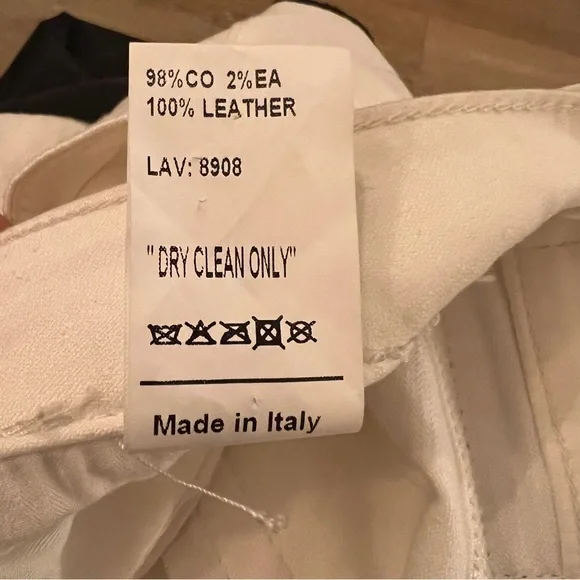 98%CO 2%EA
100% LEATHER
LAV: 8908
"DRY CLEAN ONLY"
Made in Italy